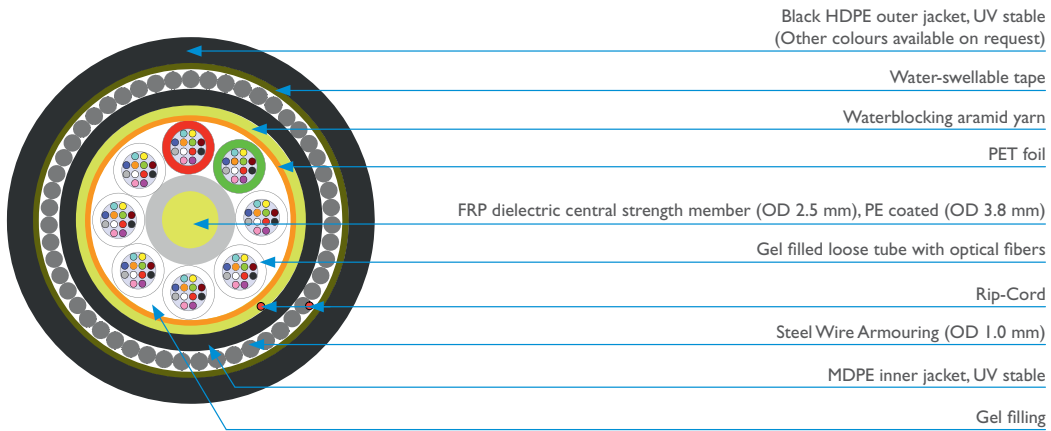 Black HDPE outer jacket, UV stable
(Other colours available on request)
Water-swellable tape
Waterblocking aramid yarn
PET foil
FRP dielectric central strength member (OD 2.5 mm), PE coated (OD 3.8 mm)
Gel filled loose tube with optical fibers
Rip-Cord
Steel Wire Armouring (OD 1.0 mm)
MDPE inner jacket, UV stable
Gel filling